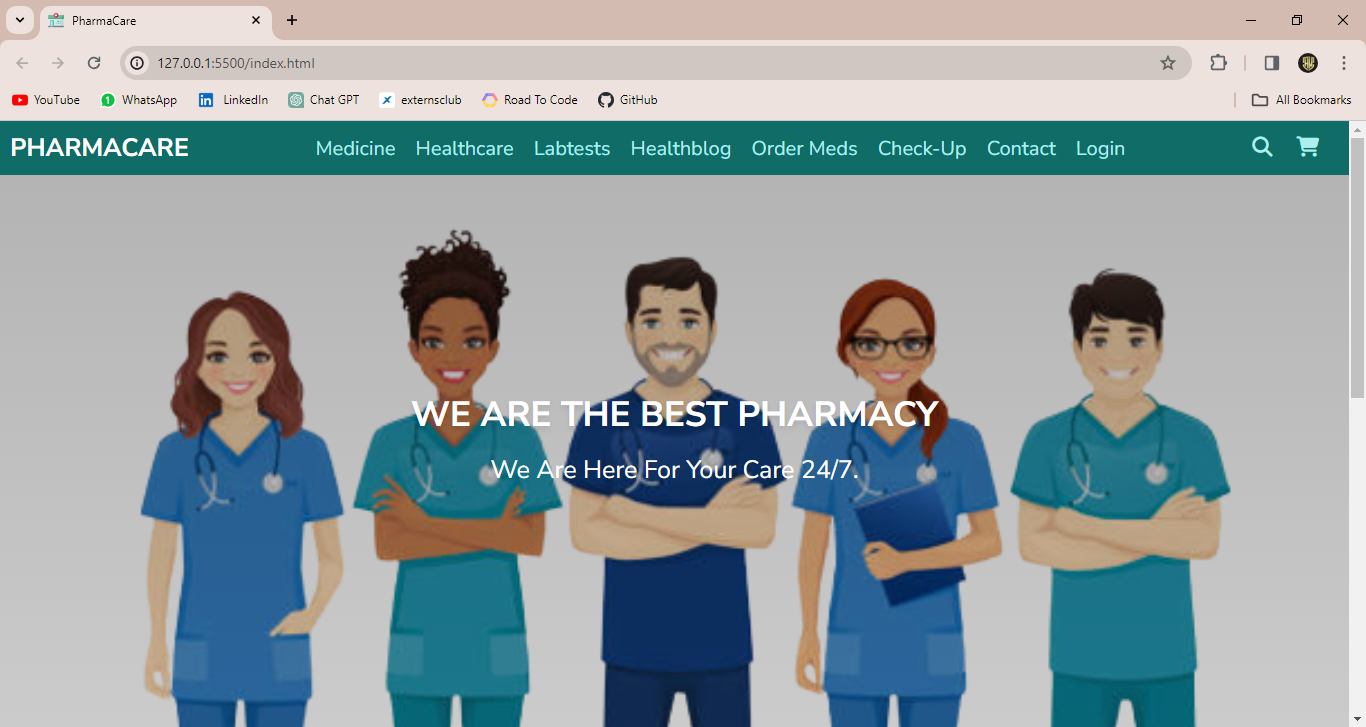 PharmaCare
127.0.0.1:5500/index.html
YouTube WhatsApp LinkedIn Chat GPT externsclub Road To Code GitHub All Bookmarks
PHARMACARE Medicine Healthcare Labtests Healthblog Order Meds Check-Up Contact Login
WE ARE THE BEST PHARMACY
We Are Here For Your Care 24/7.